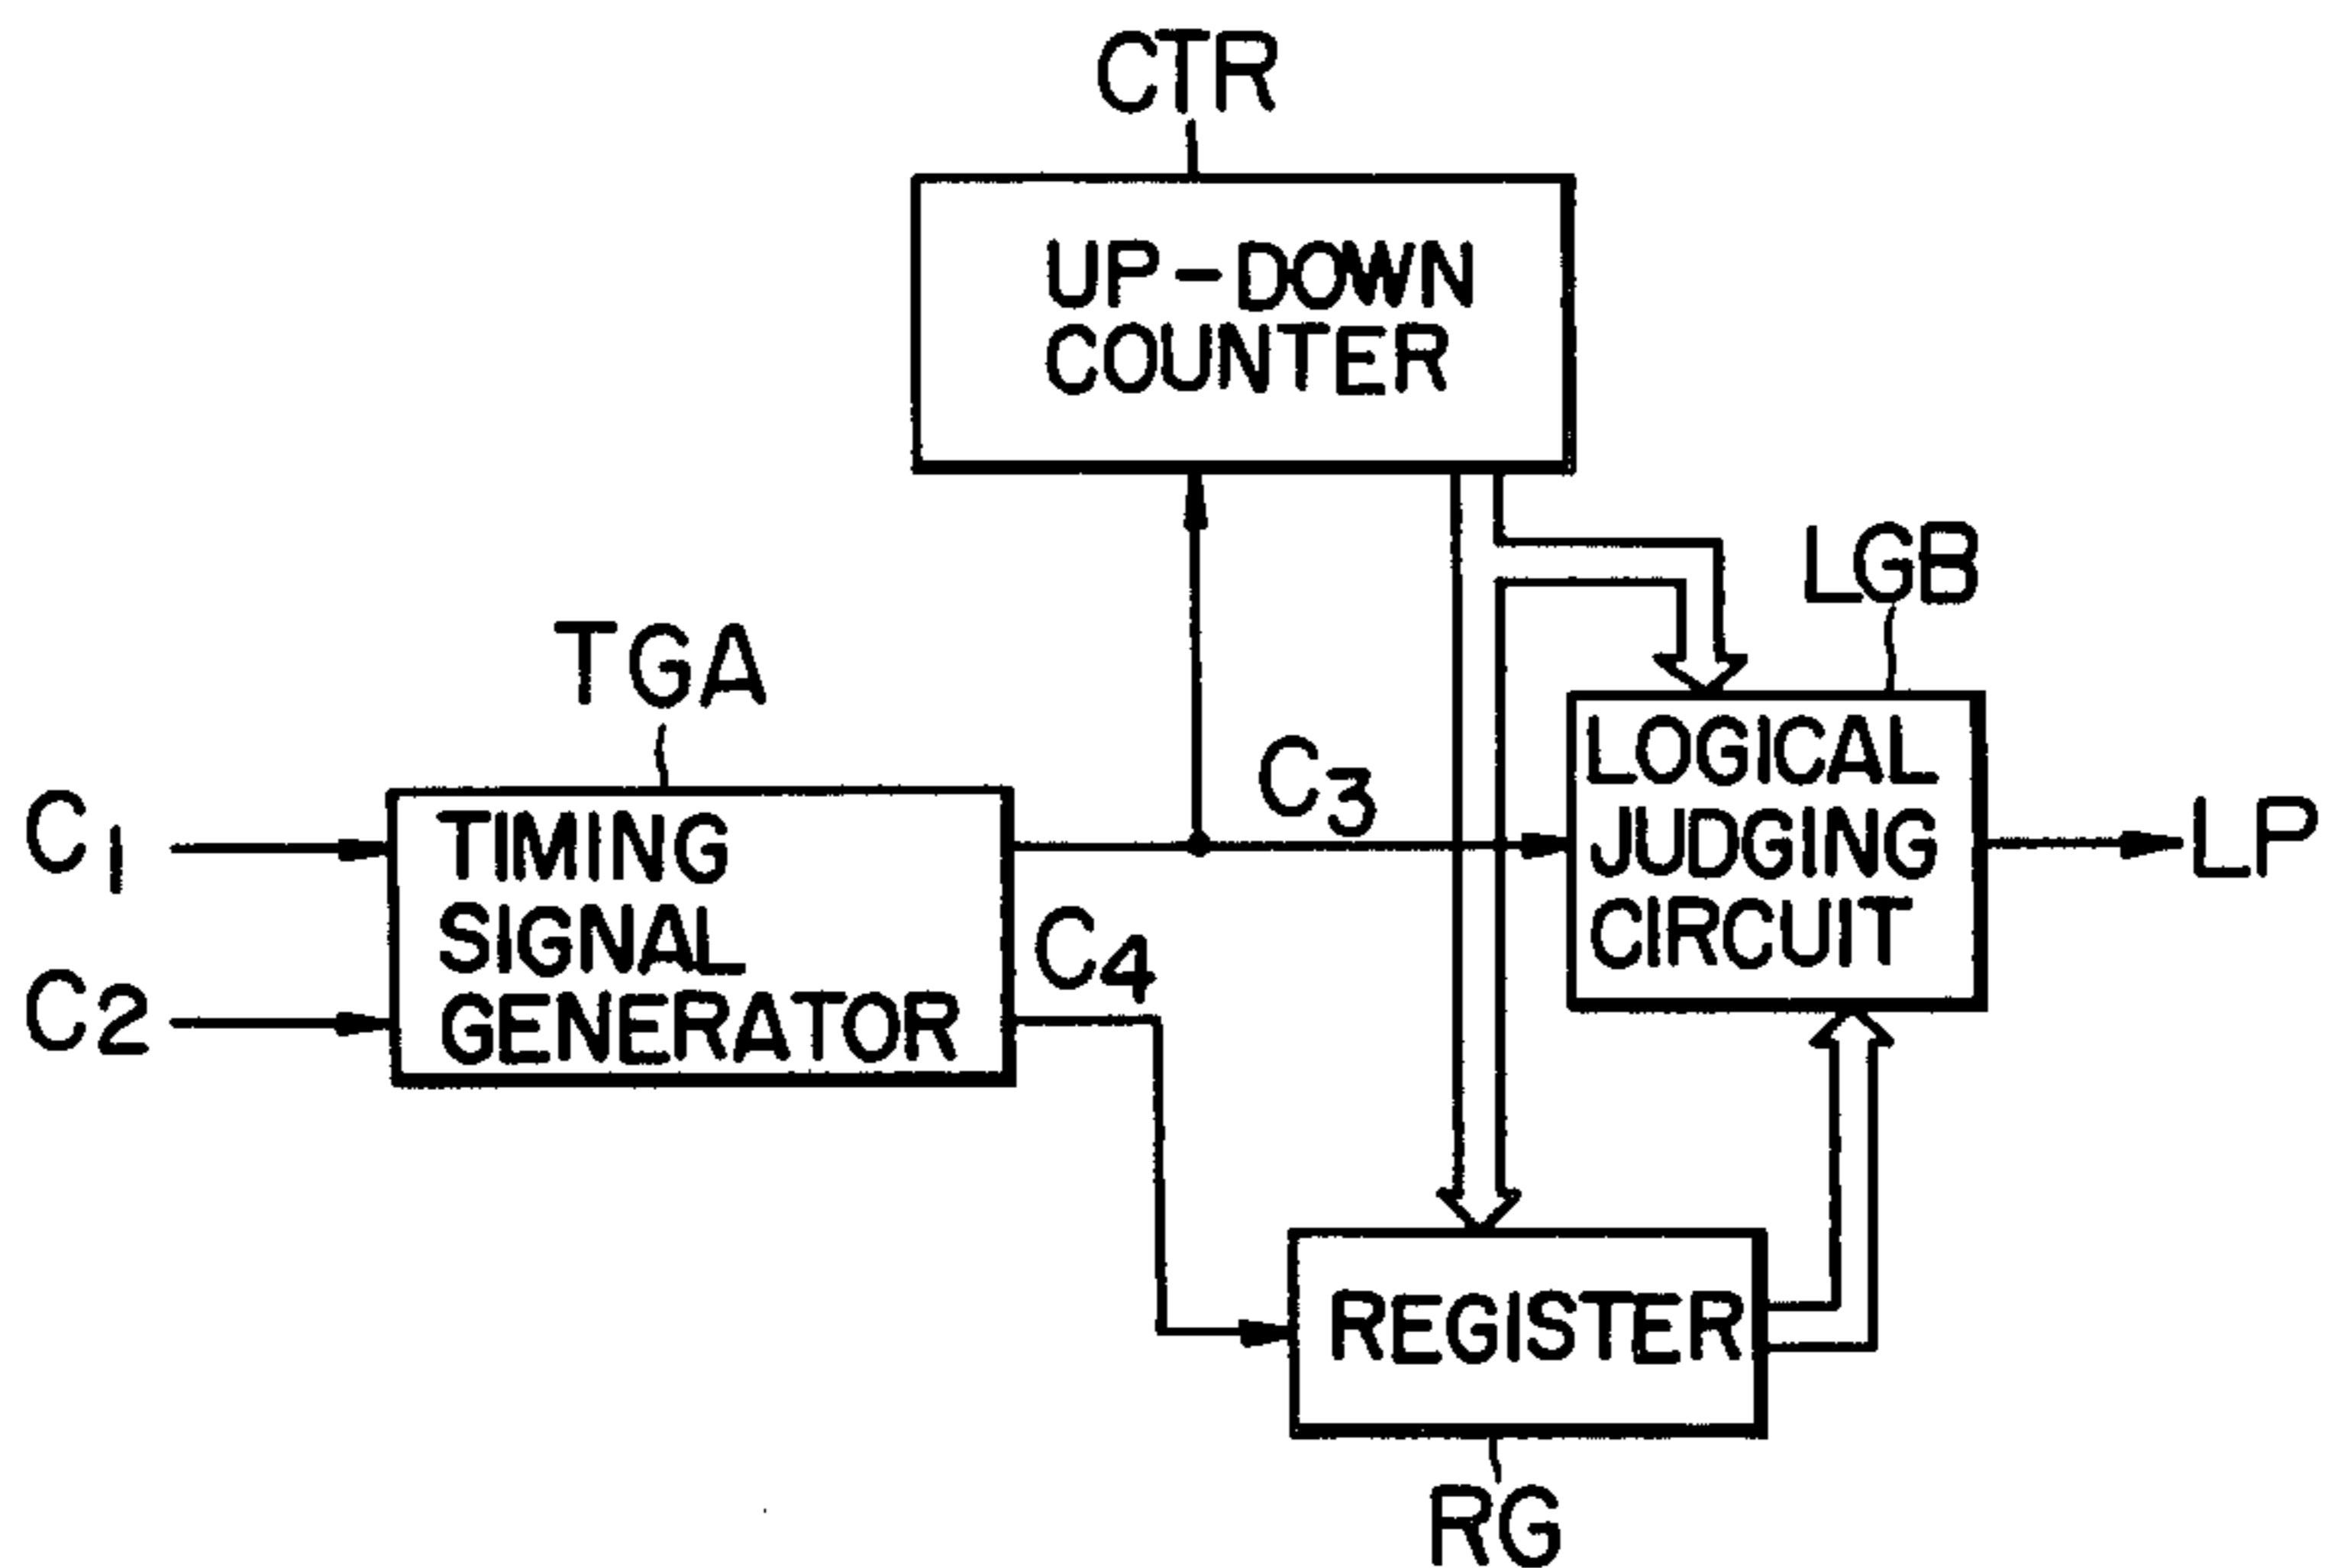 CTR
UP-DOWN
COUNTER
LGB
TGA
LOGICAL
JUDGING
CIRCUIT
C3
C1
TIMING
SIGNAL
GENERATOR
LP
C4
C2
REGISTER
RG